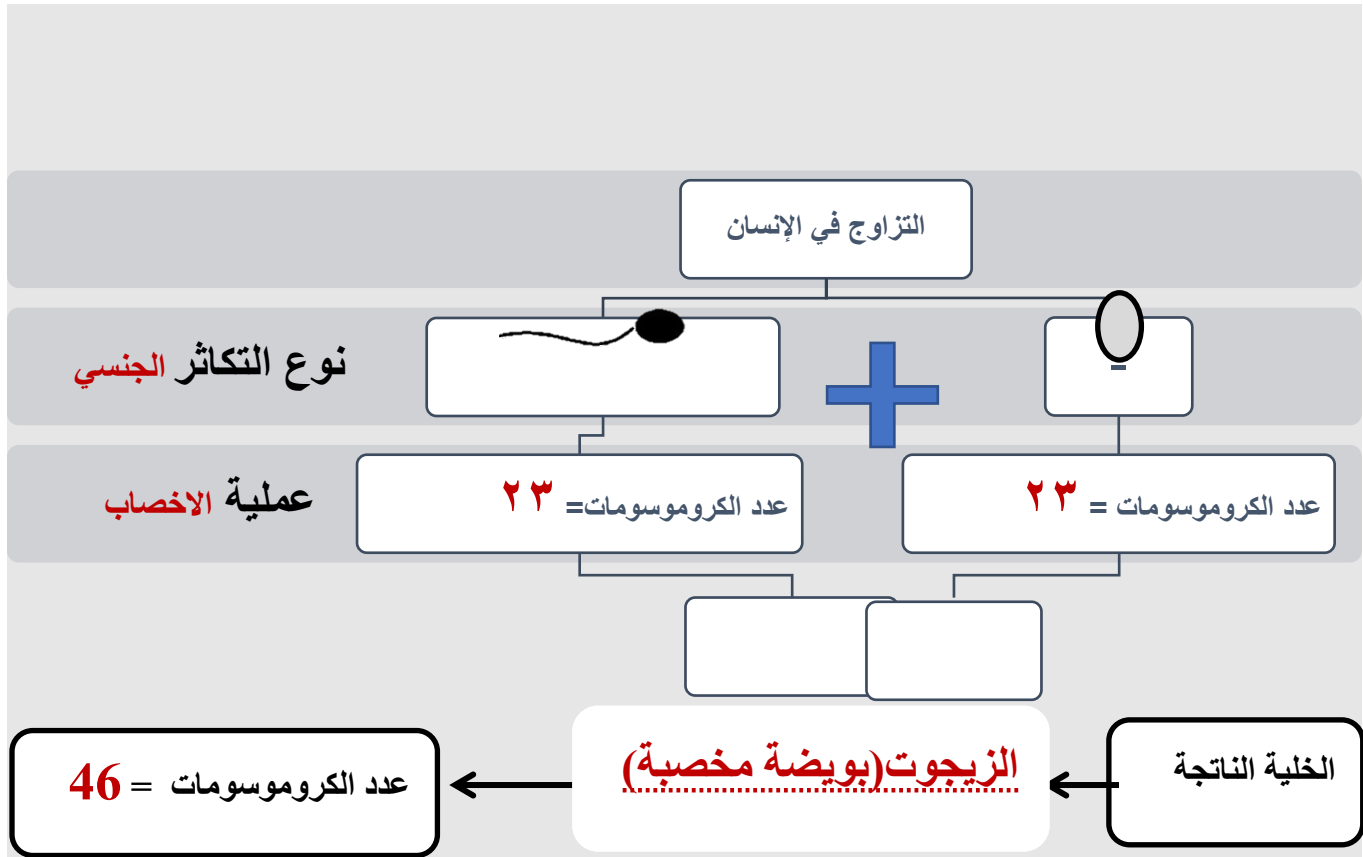 التزاوج في الإنسان
نوع التكاثر الجنسي
-
عدد الكروموسومات = ٢٣
عدد الكروموسومات= ٢٣
عملية الاخصاب
الخلية الناتجة
الزيجوت(بويضة مخصبة)
عدد الكروموسومات = 46